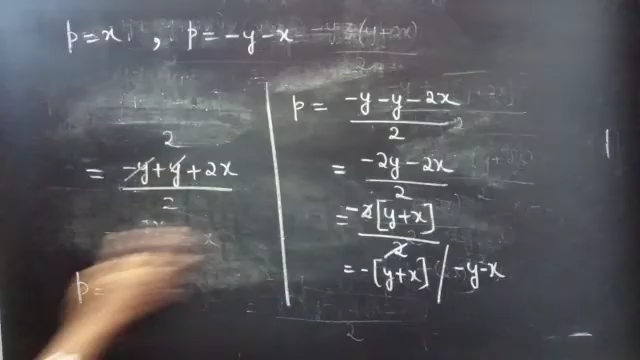 p = x , p = -y - x
2
= -y + y + 2x
2
p =
p = -y - y - 2x
2
= -2y - 2x
2
= -2[y + x]
2
= -[y + x] / -y - x